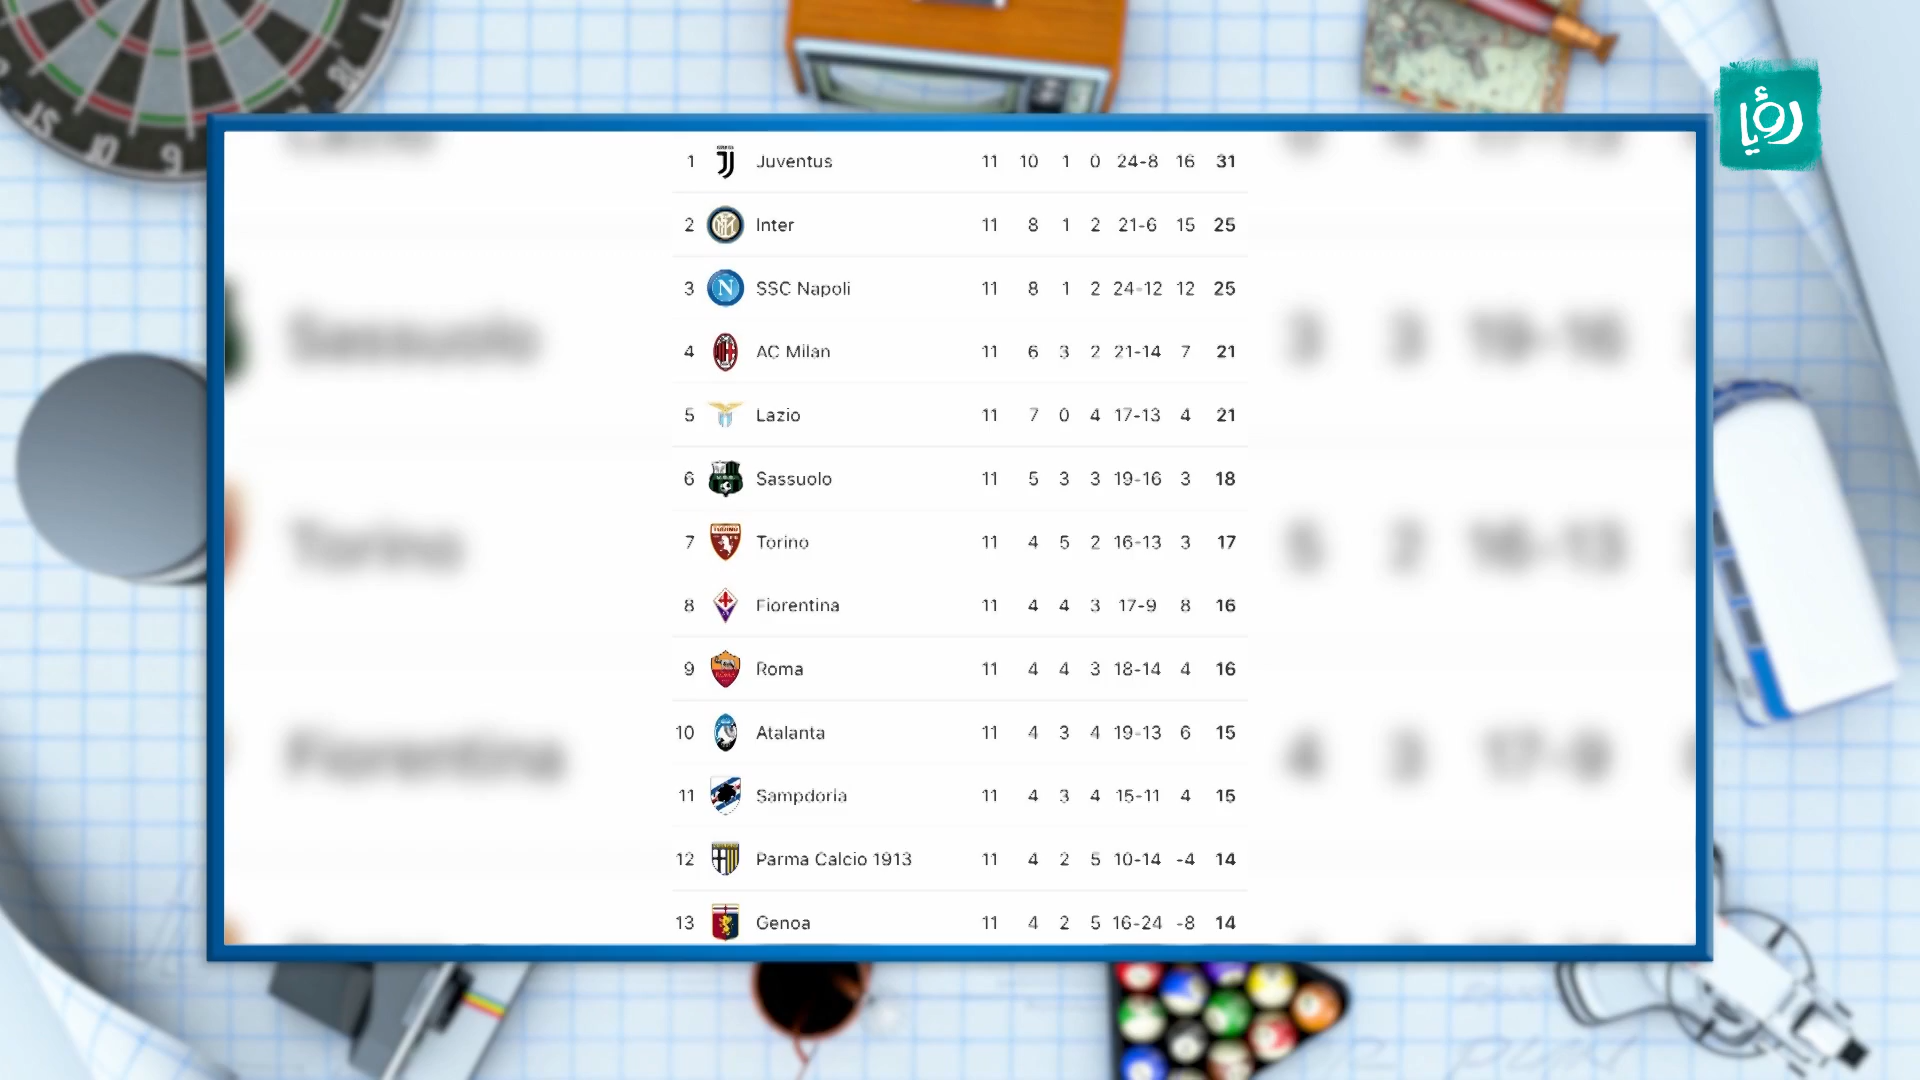 رؤيا
1 Juventus 11 10 1 0 24-8 16 31
2 Inter 11 8 1 2 21-6 15 25
3 SSC Napoli 11 8 1 2 24-12 12 25
4 AC Milan 11 6 3 2 21-14 7 21
5 Lazio 11 7 0 4 17-13 4 21
6 Sassuolo 11 5 3 3 19-16 3 18
7 Torino 11 4 5 2 16-13 3 17
8 Fiorentina 11 4 4 3 17-9 8 16
9 Roma 11 4 4 3 18-14 4 16
10 Atalanta 11 4 3 4 19-13 6 15
11 Sampdoria 11 4 3 4 15-11 4 15
12 Parma Calcio 1913 11 4 2 5 10-14 -4 14
13 Genoa 11 4 2 5 16-24 -8 14